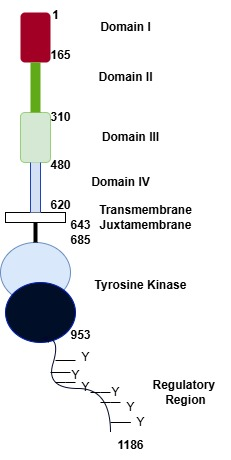 1
Domain I
165
Domain II
310
Domain III
480
Domain IV
620
Transmembrane
643 Juxtamembrane
685
Tyrosine Kinase
953
Y
Y
Y
Y
Y
Y
Regulatory
Region
1186